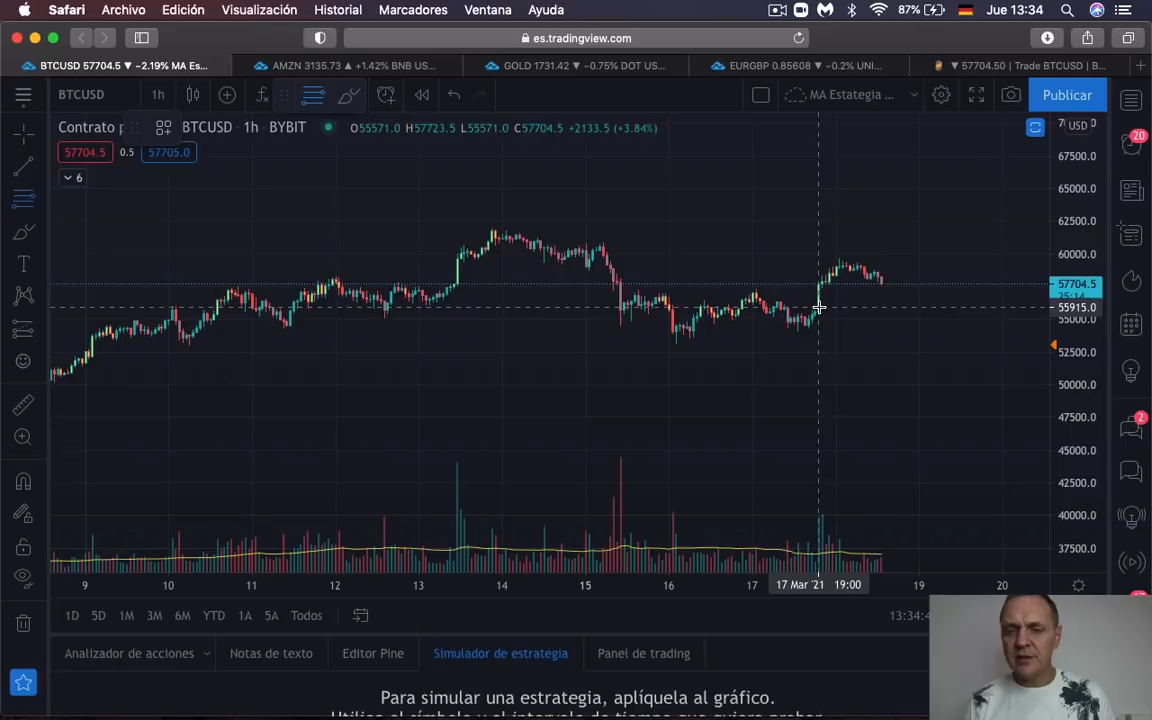 Safari Archivo Edición Visualización Historial Marcadores Ventana Ayuda 87% Jue 13:34
es.tradingview.com
BTCUSD 57704.5 ▼ −2.19% MA Es... AMZN 3135.73 ▲ +1.42% BNB US... GOLD 1731.42 ▼ −0.75% DOT US... EURGBP 0.85608 ▼ −0.2% UNI... ▼ 57704.50 | Trade BTCUSD | B...
BTCUSD 1h MA Estategia ... Publicar
Contrato p BTCUSD · 1h · BYBIT O55571.0 H57723.5 L55571.0 C57704.5 +2133.5 (+3.84%) USD
57704.5 0.5 57705.0
6
20
67500.0
65000.0
62500.0
60000.0
57704.5
25:14
55915.0
55000.0
52500.0
50000.0
47500.0
45000.0
42500.0
40000.0
37500.0
2
9 10 11 12 13 14 15 16 17 17 Mar '21 19:00 19 20
1D 5D 1M 3M 6M YTD 1A 5A Todos 13:34:4
Analizador de acciones Notas de texto Editor Pine Simulador de estrategia Panel de trading
Para simular una estrategia, aplíquela al gráfico.